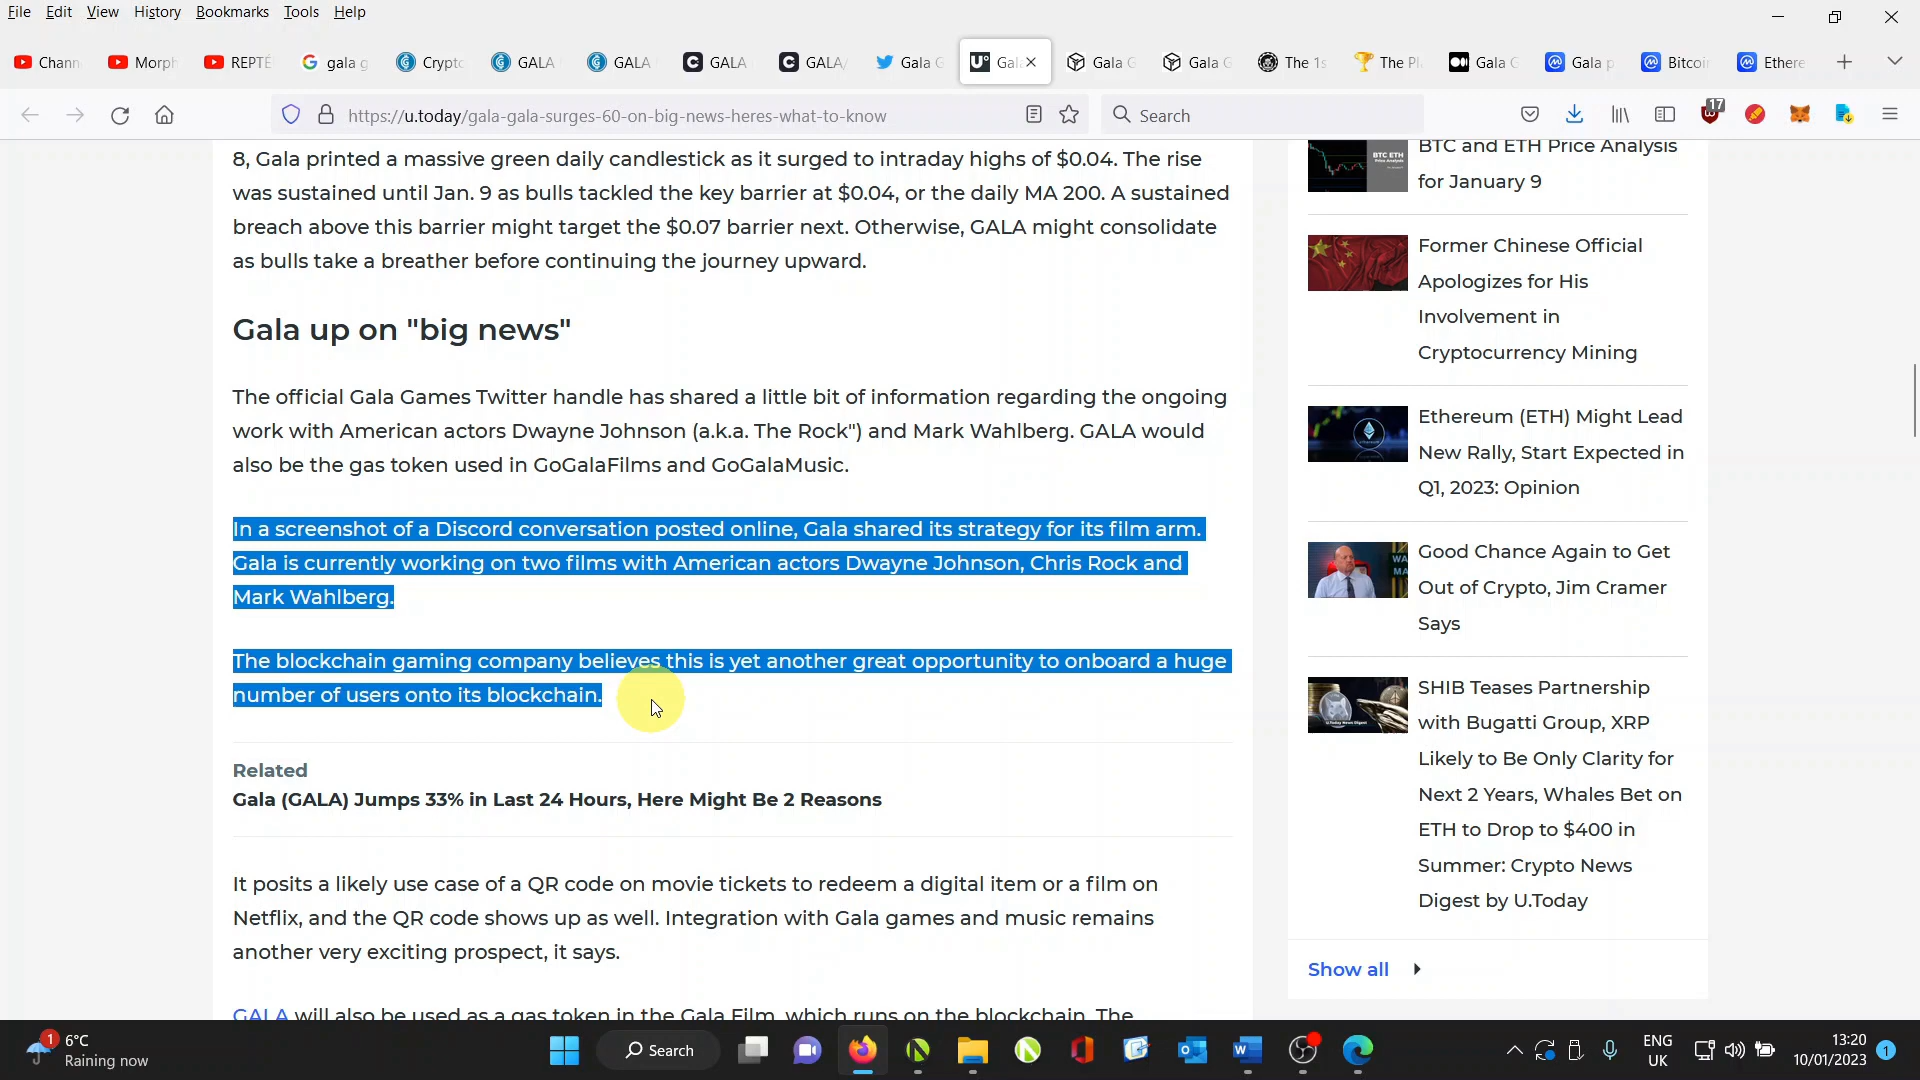 File Edit View History Bookmarks Tools Help
Chann
Morph
REPTÉ
gala g
Crypto
GALA
GALA
GALA
GALA/
Gala G
Gal
Gala G
Gala G
The 1s
The Pl
Gala G
Gala p
Bitcoi
Ethere
https://u.today/gala-gala-surges-60-on-big-news-heres-what-to-know
Search
17
8, Gala printed a massive green daily candlestick as it surged to intraday highs of $0.04. The rise
was sustained until Jan. 9 as bulls tackled the key barrier at $0.04, or the daily MA 200. A sustained
breach above this barrier might target the $0.07 barrier next. Otherwise, GALA might consolidate
as bulls take a breather before continuing the journey upward.
Gala up on "big news"
The official Gala Games Twitter handle has shared a little bit of information regarding the ongoing
work with American actors Dwayne Johnson (a.k.a. The Rock") and Mark Wahlberg. GALA would
also be the gas token used in GoGalaFilms and GoGalaMusic.
In a screenshot of a Discord conversation posted online, Gala shared its strategy for its film arm.
Gala is currently working on two films with American actors Dwayne Johnson, Chris Rock and
Mark Wahlberg.
The blockchain gaming company believes this is yet another great opportunity to onboard a huge
number of users onto its blockchain.
Related
Gala (GALA) Jumps 33% in Last 24 Hours, Here Might Be 2 Reasons
It posits a likely use case of a QR code on movie tickets to redeem a digital item or a film on
Netflix, and the QR code shows up as well. Integration with Gala games and music remains
another very exciting prospect, it says.
GALA will also be used as a gas token in the Gala Film, which runs on the blockchain. The
BTC ETH
BTC and ETH Price Analysis
for January 9
Former Chinese Official
Apologizes for His
Involvement in
Cryptocurrency Mining
Ethereum (ETH) Might Lead
New Rally, Start Expected in
Q1, 2023: Opinion
Good Chance Again to Get
Out of Crypto, Jim Cramer
Says
SHIB Teases Partnership
with Bugatti Group, XRP
Likely to Be Only Clarity for
Next 2 Years, Whales Bet on
ETH to Drop to $400 in
Summer: Crypto News
Digest by U.Today
Show all
1
6°C
Raining now
Search
ENG
UK
13:20
10/01/2023
1